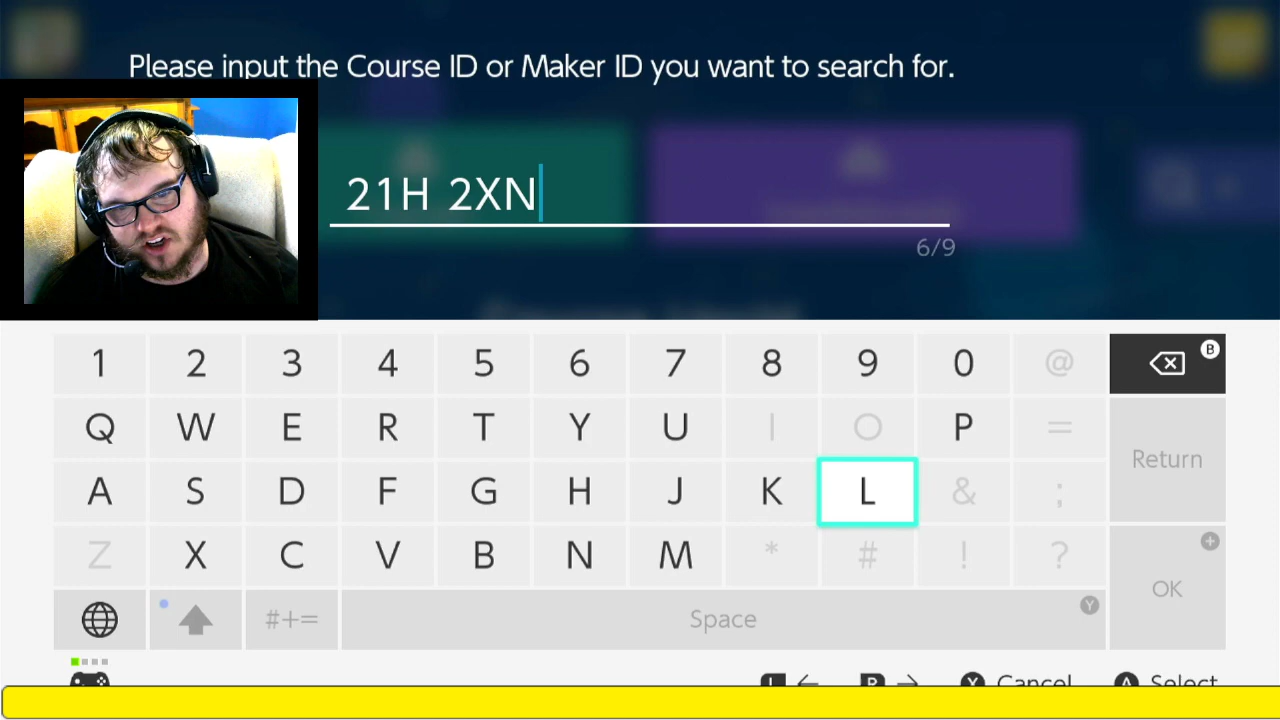 Please input the Course ID or Maker ID you want to search for.
21H 2XN
6/9
1 2 3 4 5 6 7 8 9 0 @ B
Q W E R T Y U I O P =
Return
A S D F G H J K L & ;
Z X C V B N M * # ! ? +
OK
#+= Space Y
L ← R → X Cancel A Select